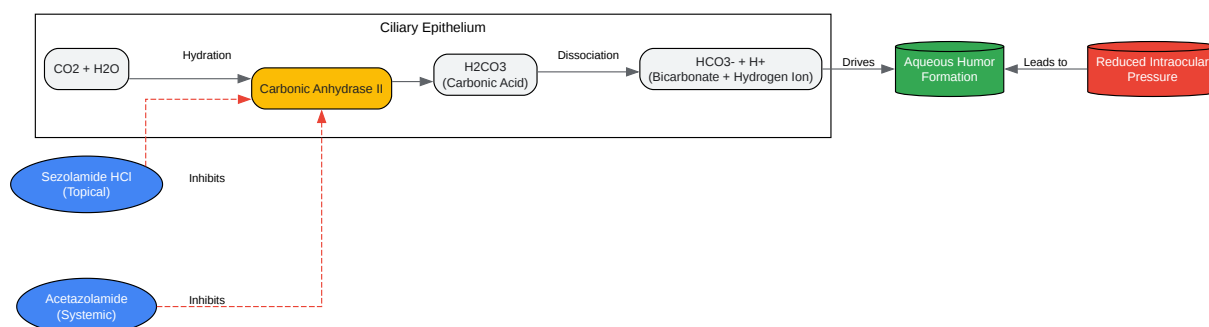 Ciliary Epithelium
CO2 + H2O
Hydration
Carbonic Anhydrase II
H2CO3
(Carbonic Acid)
Dissociation
HCO3- + H+
(Bicarbonate + Hydrogen Ion)
Drives
Aqueous Humor
Formation
Leads to
Reduced Intraocular
Pressure
Sezolamide HCl
(Topical)
Inhibits
Acetazolamide
(Systemic)
Inhibits